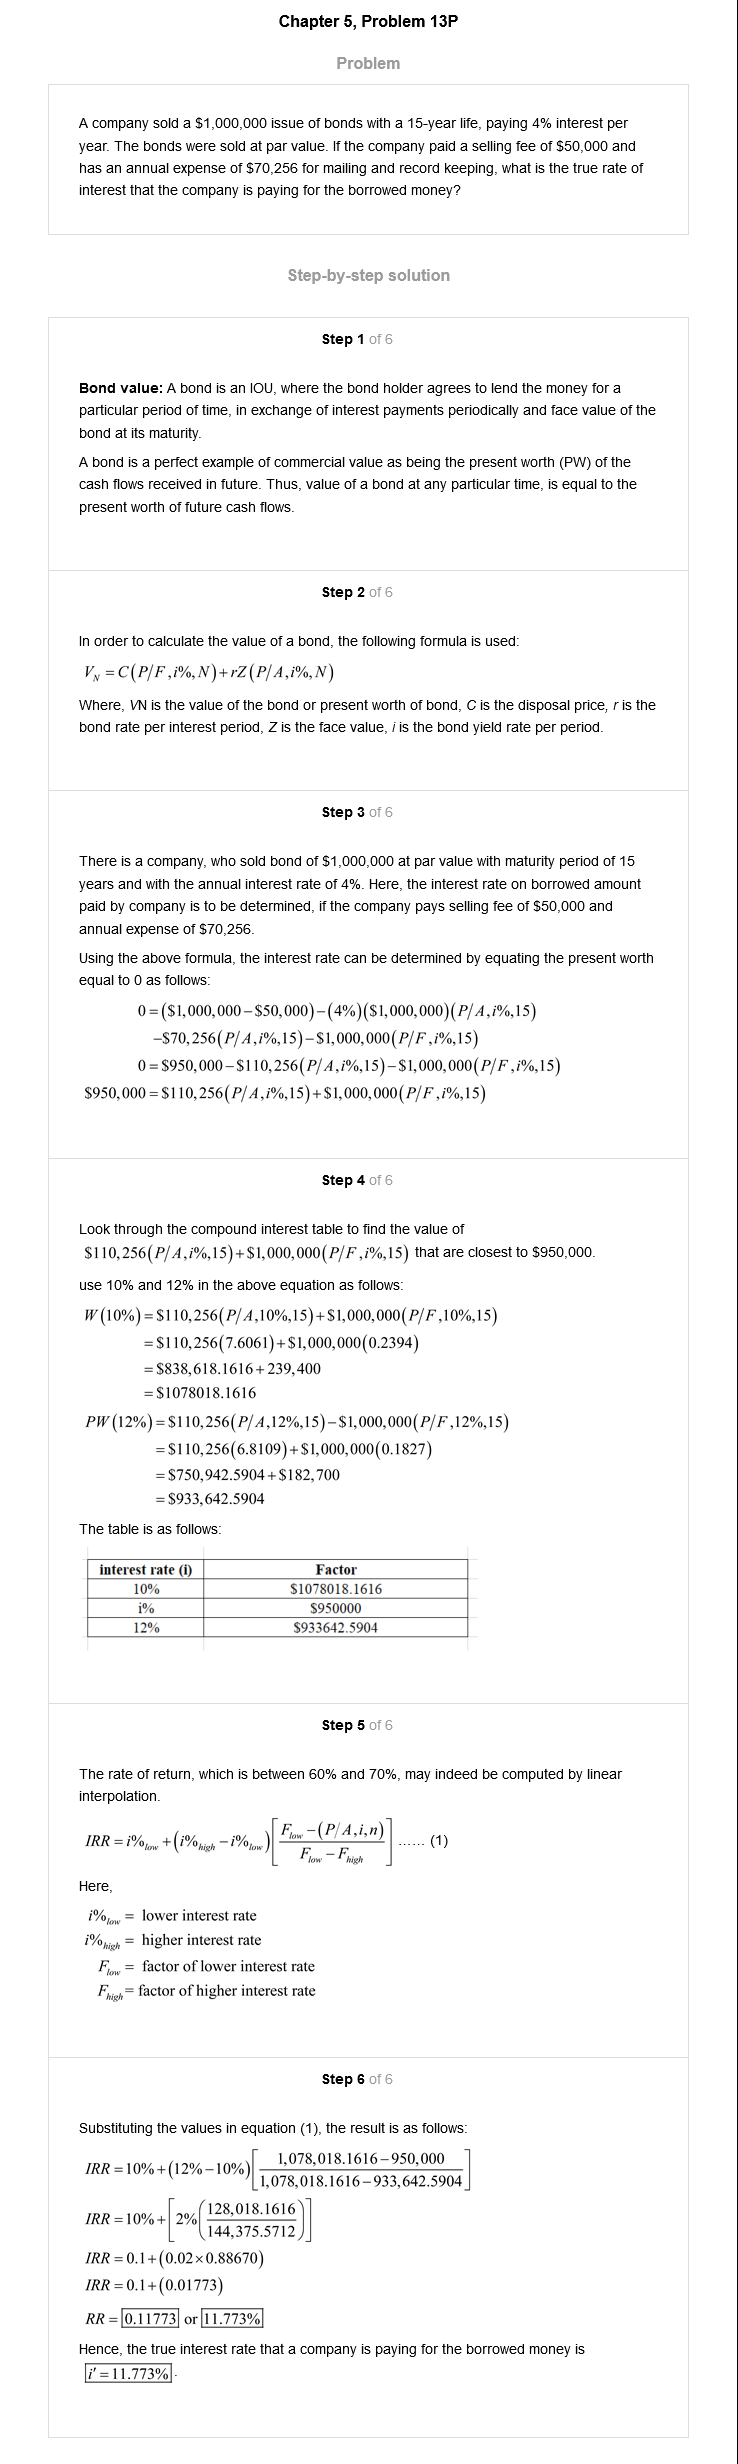 Chapter 5, Problem 13P
Problem
A company sold a $1,000,000 issue of bonds with a 15-year life, paying 4% interest per
year. The bonds were sold at par value. If the company paid a selling fee of $50,000 and
has an annual expense of $70,256 for mailing and record keeping, what is the true rate of
interest that the company is paying for the borrowed money?
Step-by-step solution
Step 1 of 6
Bond value: A bond is an IOU, where the bond holder agrees to lend the money for a
particular period of time, in exchange of interest payments periodically and face value of the
bond at its maturity.
A bond is a perfect example of commercial value as being the present worth (PW) of the
cash flows received in future. Thus, value of a bond at any particular time, is equal to the
present worth of future cash flows.
Step 2 of 6
In order to calculate the value of a bond, the following formula is used:
V_N = C(P/F,i%,N)+rZ(P/A,i%,N)
Where, VN is the value of the bond or present worth of bond, C is the disposal price, r is the
bond rate per interest period, Z is the face value, i is the bond yield rate per period.
Step 3 of 6
There is a company, who sold bond of $1,000,000 at par value with maturity period of 15
years and with the annual interest rate of 4%. Here, the interest rate on borrowed amount
paid by company is to be determined, if the company pays selling fee of $50,000 and
annual expense of $70,256.
Using the above formula, the interest rate can be determined by equating the present worth
equal to 0 as follows:
0=($1,000,000−$50,000)−(4%)($1,000,000)(P/A,i%,15)
−$70,256(P/A,i%,15)−$1,000,000(P/F,i%,15)
0=$950,000−$110,256(P/A,i%,15)−$1,000,000(P/F,i%,15)
$950,000=$110,256(P/A,i%,15)+$1,000,000(P/F,i%,15)
Step 4 of 6
Look through the compound interest table to find the value of
$110,256(P/A,i%,15)+$1,000,000(P/F,i%,15) that are closest to $950,000.
use 10% and 12% in the above equation as follows:
W(10%)=$110,256(P/A,10%,15)+$1,000,000(P/F,10%,15)
=$110,256(7.6061)+$1,000,000(0.2394)
=$838,618.1616+239,400
=$1078018.1616
PW(12%)=$110,256(P/A,12%,15)−$1,000,000(P/F,12%,15)
=$110,256(6.8109)+$1,000,000(0.1827)
=$750,942.5904+$182,700
=$933,642.5904
The table is as follows:
interest rate (i) Factor
10% $1078018.1616
i% $950000
12% $933642.5904
Step 5 of 6
The rate of return, which is between 60% and 70%, may indeed be computed by linear
interpolation.
IRR = i%low +(i%high −i%low)[(Flow −(P/A,i,n))/(Flow −Fhigh)] ...... (1)
Here,
i%low = lower interest rate
i%high = higher interest rate
Flow = factor of lower interest rate
Fhigh = factor of higher interest rate
Step 6 of 6
Substituting the values in equation (1), the result is as follows:
IRR =10%+(12%−10%)[(1,078,018.1616−950,000)/(1,078,018.1616−933,642.5904)]
IRR =10%+[2%(128,018.1616/144,375.5712)]
IRR = 0.1+(0.02×0.88670)
IRR = 0.1+(0.01773)
RR = 0.11773 or 11.773%
Hence, the true interest rate that a company is paying for the borrowed money is
i′ =11.773%.